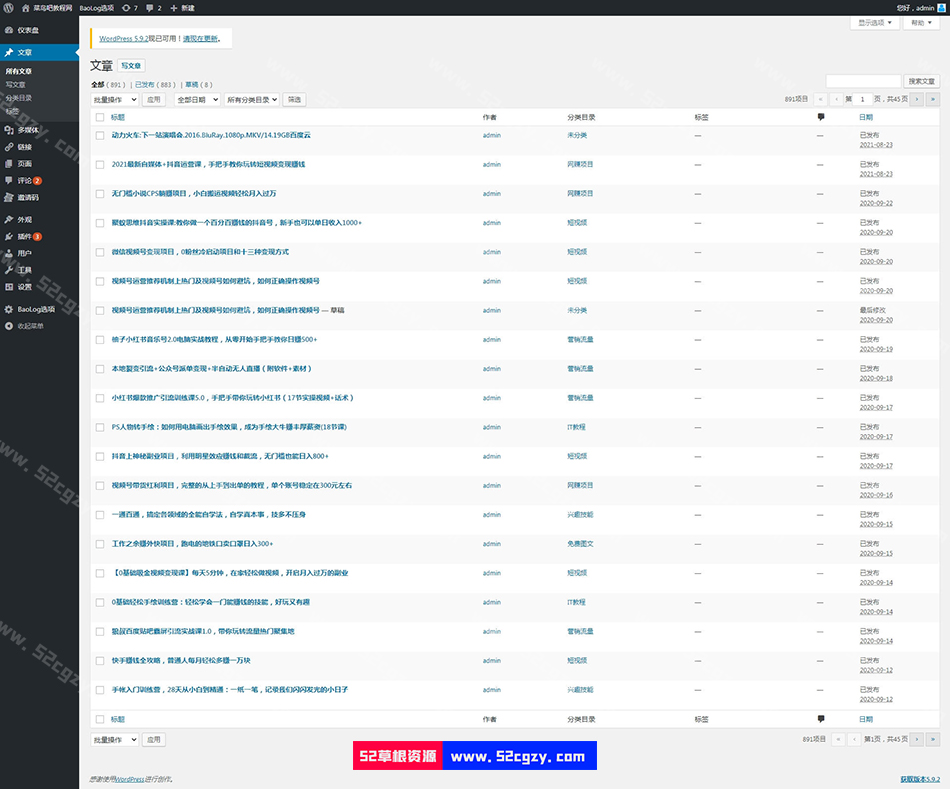 菜鸟吧教程网 BaoLog选项 7 2 新建 您好，admin
显示选项 帮助
仪表盘
文章
所有文章
写文章
分类目录
标签
多媒体
链接
页面
评论 2
邀请码
外观
插件 3
用户
工具
设置
BaoLog选项
收起菜单
WordPress 5.9.2现已可用！请现在更新。
文章 写文章
全部（891）| 已发布（883）| 草稿（8）
搜索文章
批量操作 应用 全部日期 所有分类目录 筛选 891项目 « ‹ 第 1 页，共45页 › »
标题 作者 分类目录 标签 日期
动力火车:下一站演唱会.2016.BluRay.1080p.MKV/14.19GB百度云 admin 未分类 — — 已发布
2021-08-23
2021最新自媒体+抖音运营课，手把手教你玩转短视频变现赚钱 admin 网赚项目 — — 已发布
2021-08-23
无门槛小说CPS躺赚项目，小白搬运视频轻松月入过万 admin 网赚项目 — — 已发布
2020-09-22
聚蚁思维抖音实操课:教你做一个百分百赚钱的抖音号，新手也可以单日收入1000+ admin 短视频 — — 已发布
2020-09-20
微信视频号变现项目，0粉丝冷启动项目和十三种变现方式 admin 短视频 — — 已发布
2020-09-20
视频号运营推荐机制上热门及视频号如何避坑，如何正确操作视频号 admin 短视频 — — 已发布
2020-09-20
视频号运营推荐机制上热门及视频号如何避坑，如何正确操作视频号 — 草稿 admin 未分类 — — 最后修改
2020-09-20
柚子小红书音乐号2.0电脑实战教程，从零开始手把手教你日赚500+ admin 营销流量 — — 已发布
2020-09-19
本地裂变引流+公众号派单变现+半自动无人直播（附软件+素材） admin 营销流量 — — 已发布
2020-09-18
小红书爆款推广引流训练课5.0，手把手带你玩转小红书（17节实操视频+话术） admin 营销流量 — — 已发布
2020-09-17
PS人物转手绘：如何用电脑画出手绘效果，成为手绘大牛赚丰厚薪资(18节课) admin IT教程 — — 已发布
2020-09-17
抖音上神秘副业项目，利用明星效应赚钱和截流，无门槛也能日入800+ admin 短视频 — — 已发布
2020-09-17
视频号带货红利项目，完整的从上手到出单的教程，单个账号稳定在300元左右 admin 网赚项目 — — 已发布
2020-09-16
一通百通，搞定各领域的全能自学法，自学真本事，技多不压身 admin 兴趣技能 — — 已发布
2020-09-15
工作之余赚外快项目，跑电的地铁口卖口罩日入300+ admin 免费图文 — — 已发布
2020-09-15
【0基础吸金视频变现课】每天5分钟，在家轻松做视频，开启月入过万的副业 admin 短视频 — — 已发布
2020-09-14
0基础轻松手绘训练营：轻松学会一门能赚钱的技能，好玩又有趣 admin IT教程 — — 已发布
2020-09-14
狼叔百度贴吧霸屏引流实战课1.0，带你玩转流量热门聚集地 admin 营销流量 — — 已发布
2020-09-14
快手赚钱全攻略，普通人每月轻松多赚一万块 admin 短视频 — — 已发布
2020-09-12
手帐入门训练营，28天从小白到精通：一纸一笔，记录我们闪闪发光的小日子 admin 兴趣技能 — — 已发布
2020-09-12
标题 作者 分类目录 标签 日期
批量操作 应用 891项目 « ‹ 第1页，共45页 › »
52草根资源 www.52cgzy.com
感谢使用WordPress进行创作。 获取版本5.9.2